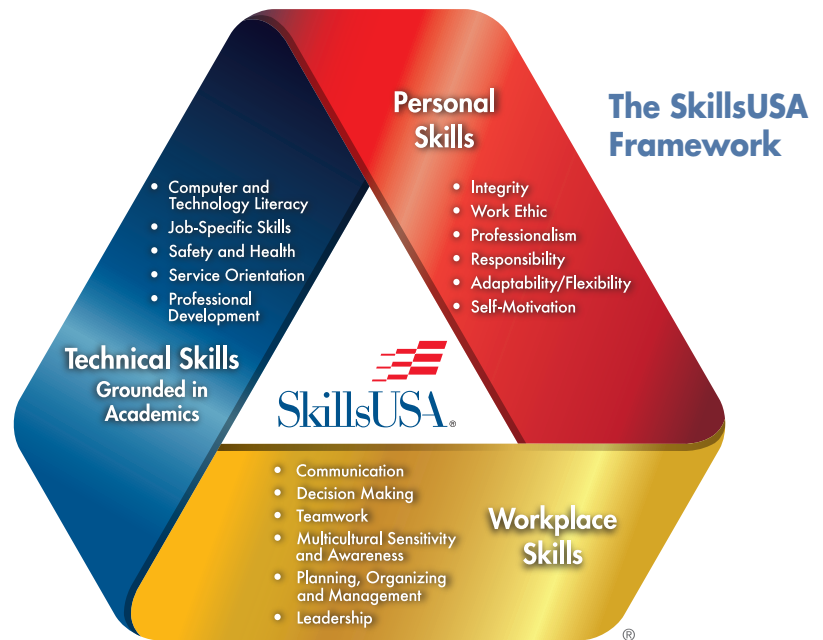 The SkillsUSA
Framework
Personal
Skills
• Integrity
• Work Ethic
• Professionalism
• Responsibility
• Adaptability/Flexibility
• Self-Motivation
• Computer and
Technology Literacy
• Job-Specific Skills
• Safety and Health
• Service Orientation
• Professional
Development
Technical Skills
Grounded in
Academics
SkillsUSA®
• Communication
• Decision Making
• Teamwork
• Multicultural Sensitivity
and Awareness
• Planning, Organizing
and Management
• Leadership
Workplace
Skills
®